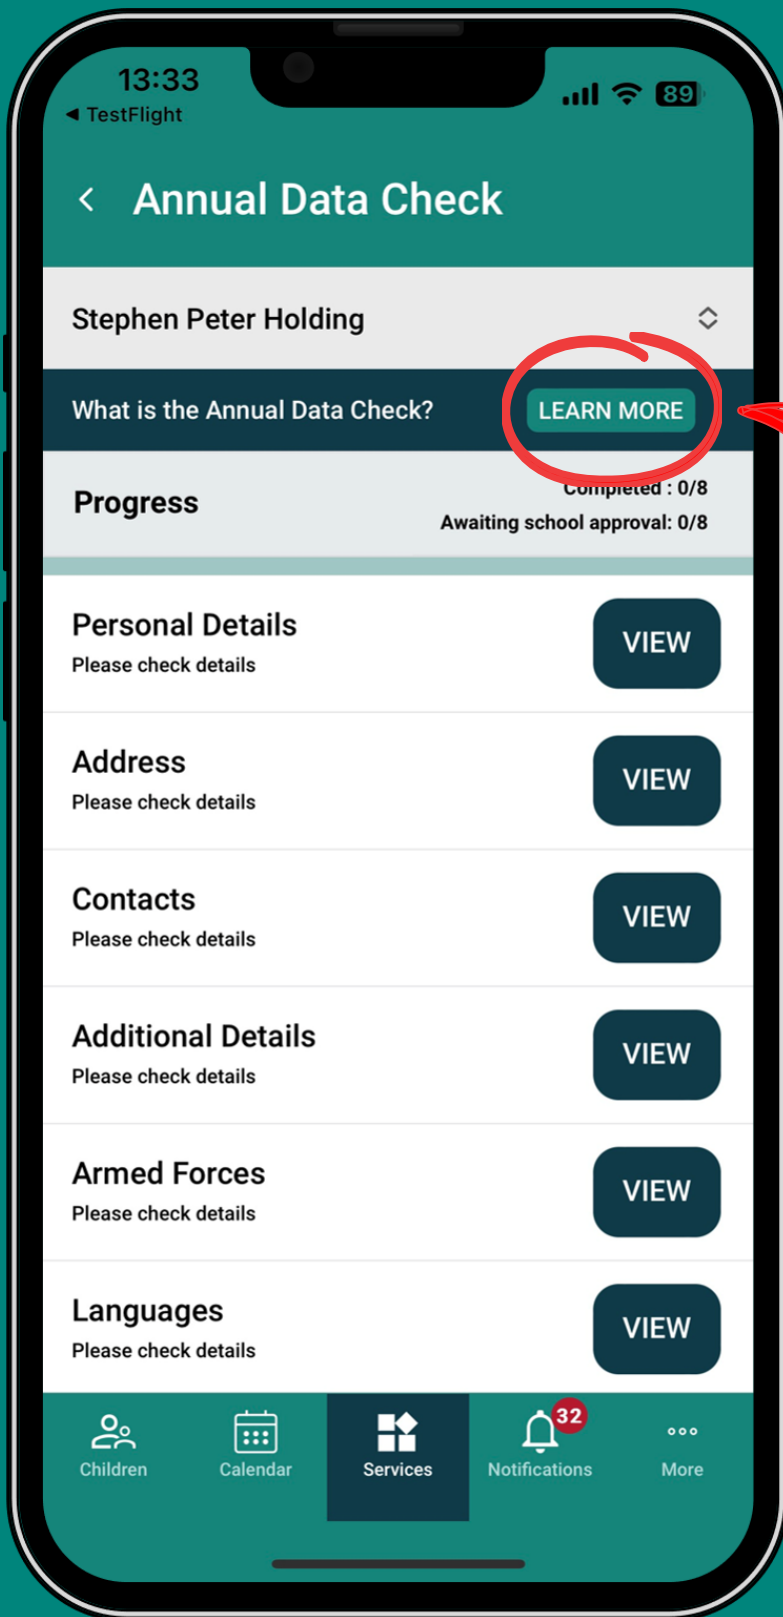 13:33
◀ TestFlight
89
Annual Data Check
Stephen Peter Holding
What is the Annual Data Check?
LEARN MORE
Progress
Completed : 0/8
Awaiting school approval: 0/8
Personal Details
Please check details
VIEW
Address
Please check details
VIEW
Contacts
Please check details
VIEW
Additional Details
Please check details
VIEW
Armed Forces
Please check details
VIEW
Languages
Please check details
VIEW
32
Children
Calendar
Services
Notifications
More